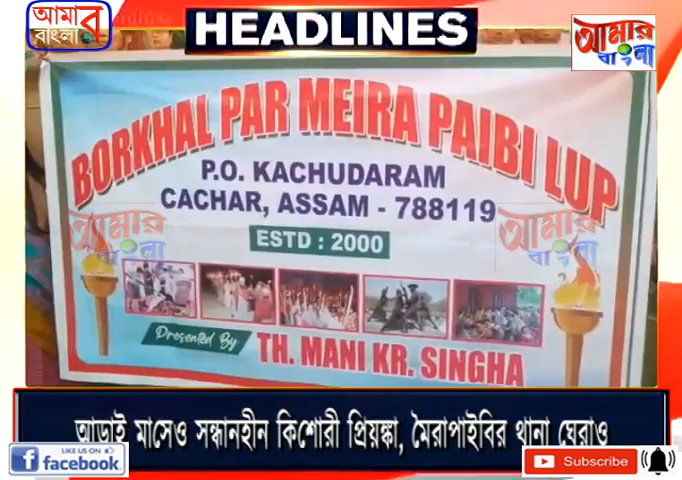 আমার
বাংলা
HEADLINES
আমার
বাংলা
BORKHAL PAR MEIRA PAIBI LUP
P.O. KACHUDARAM
CACHAR, ASSAM - 788119
ESTD : 2000
আমার
বাংলা
আমার
বাংলা
Presented By
TH. MANI KR. SINGHA
আড়াই মাসেও সন্ধানহীন কিশোরী প্রিয়ঙ্কা, মৈরাপাইবির থানা ঘেরাও
LIKE US ON
facebook.
Subscribe